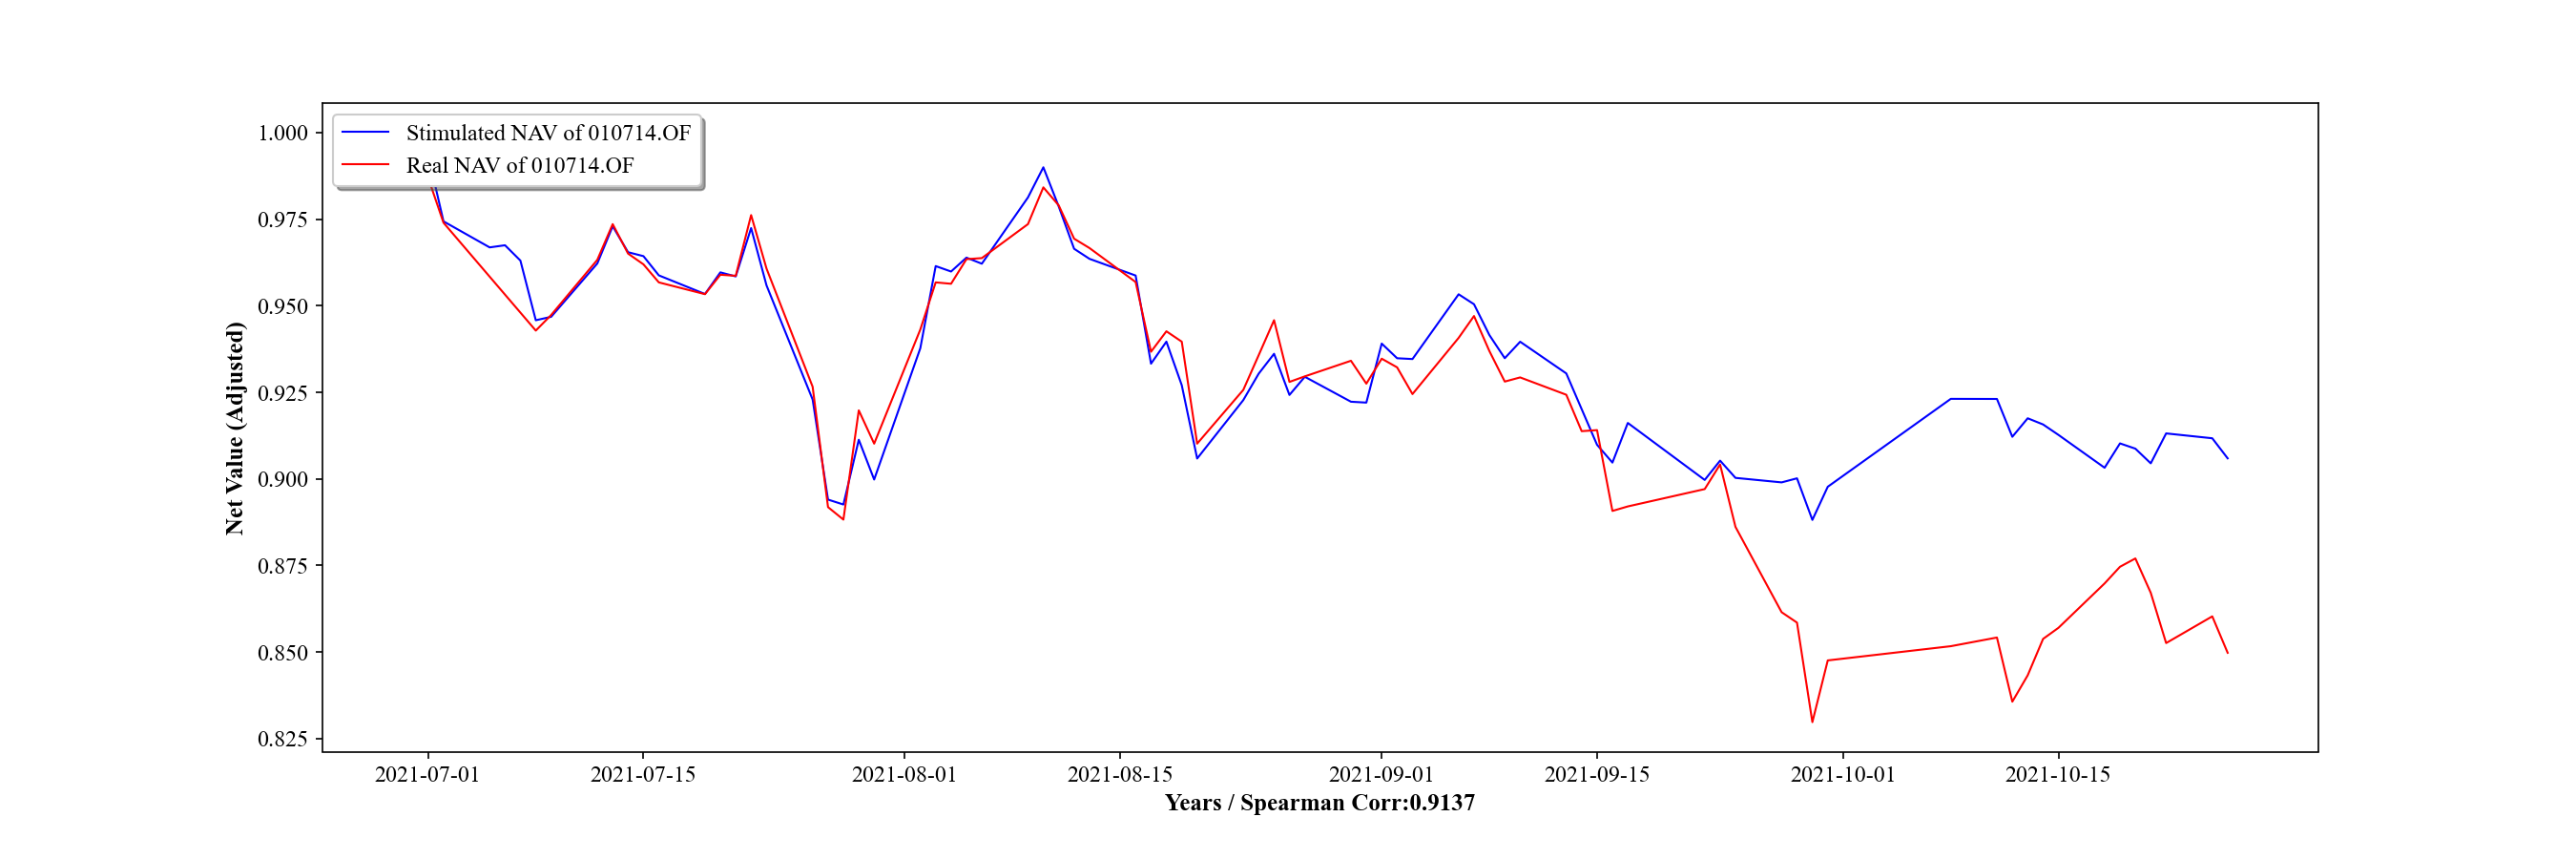 Stimulated NAV of 010714.OF
Real NAV of 010714.OF
Net Value (Adjusted)
1.000
0.975
0.950
0.925
0.900
0.875
0.850
0.825
2021-07-01 2021-07-15 2021-08-01 2021-08-15 2021-09-01 2021-09-15 2021-10-01 2021-10-15
Years / Spearman Corr:0.9137